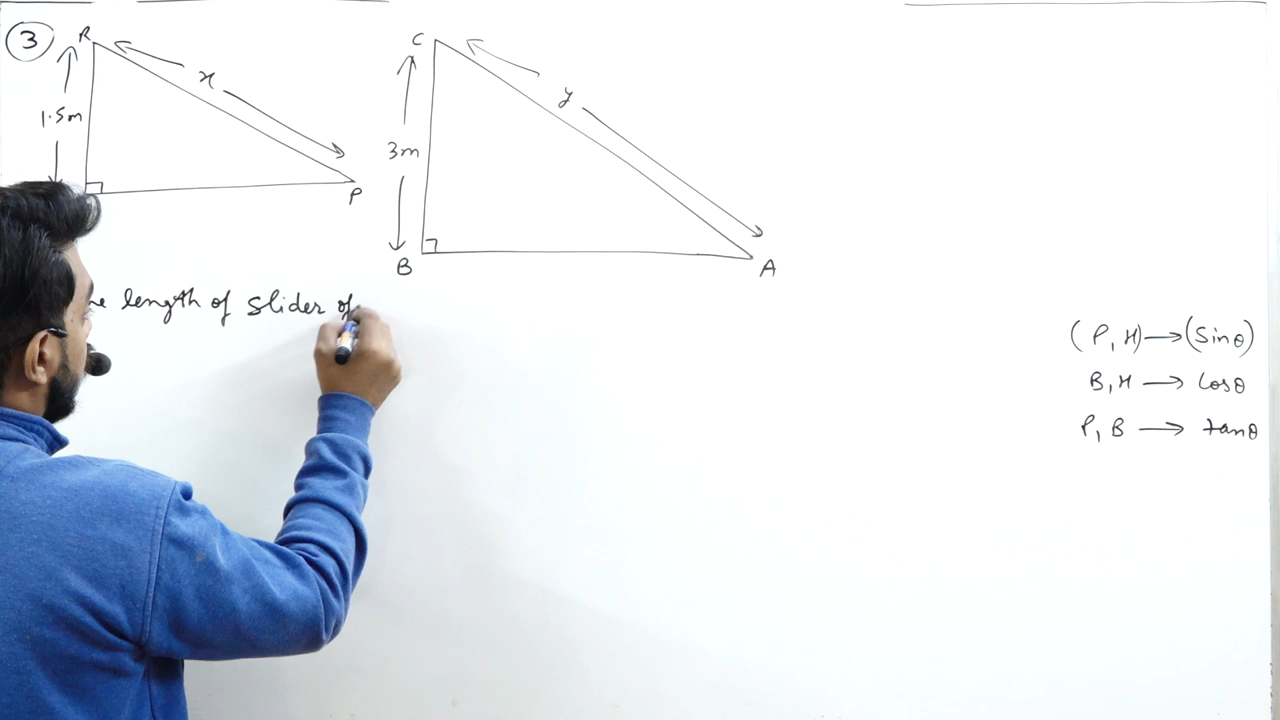 3
R
x
1.5m
P
C
y
3m
B
A
length of slider of
(P, H) → (Sinθ)
B, H → Cosθ
P, B → tanθ